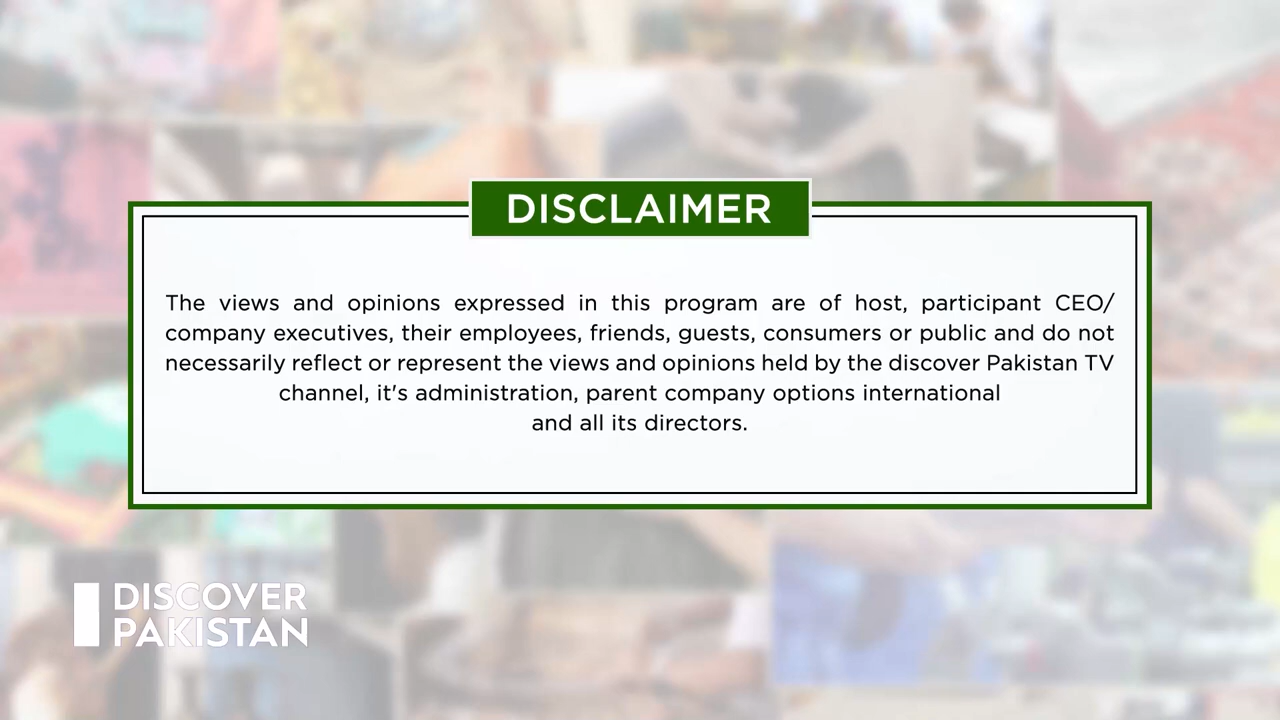 DISCLAIMER
The views and opinions expressed in this program are of host, participant CEO/
company executives, their employees, friends, guests, consumers or public and do not
necessarily reflect or represent the views and opinions held by the discover Pakistan TV
channel, it's administration, parent company options international
and all its directors.
DISCOVER
PAKISTAN